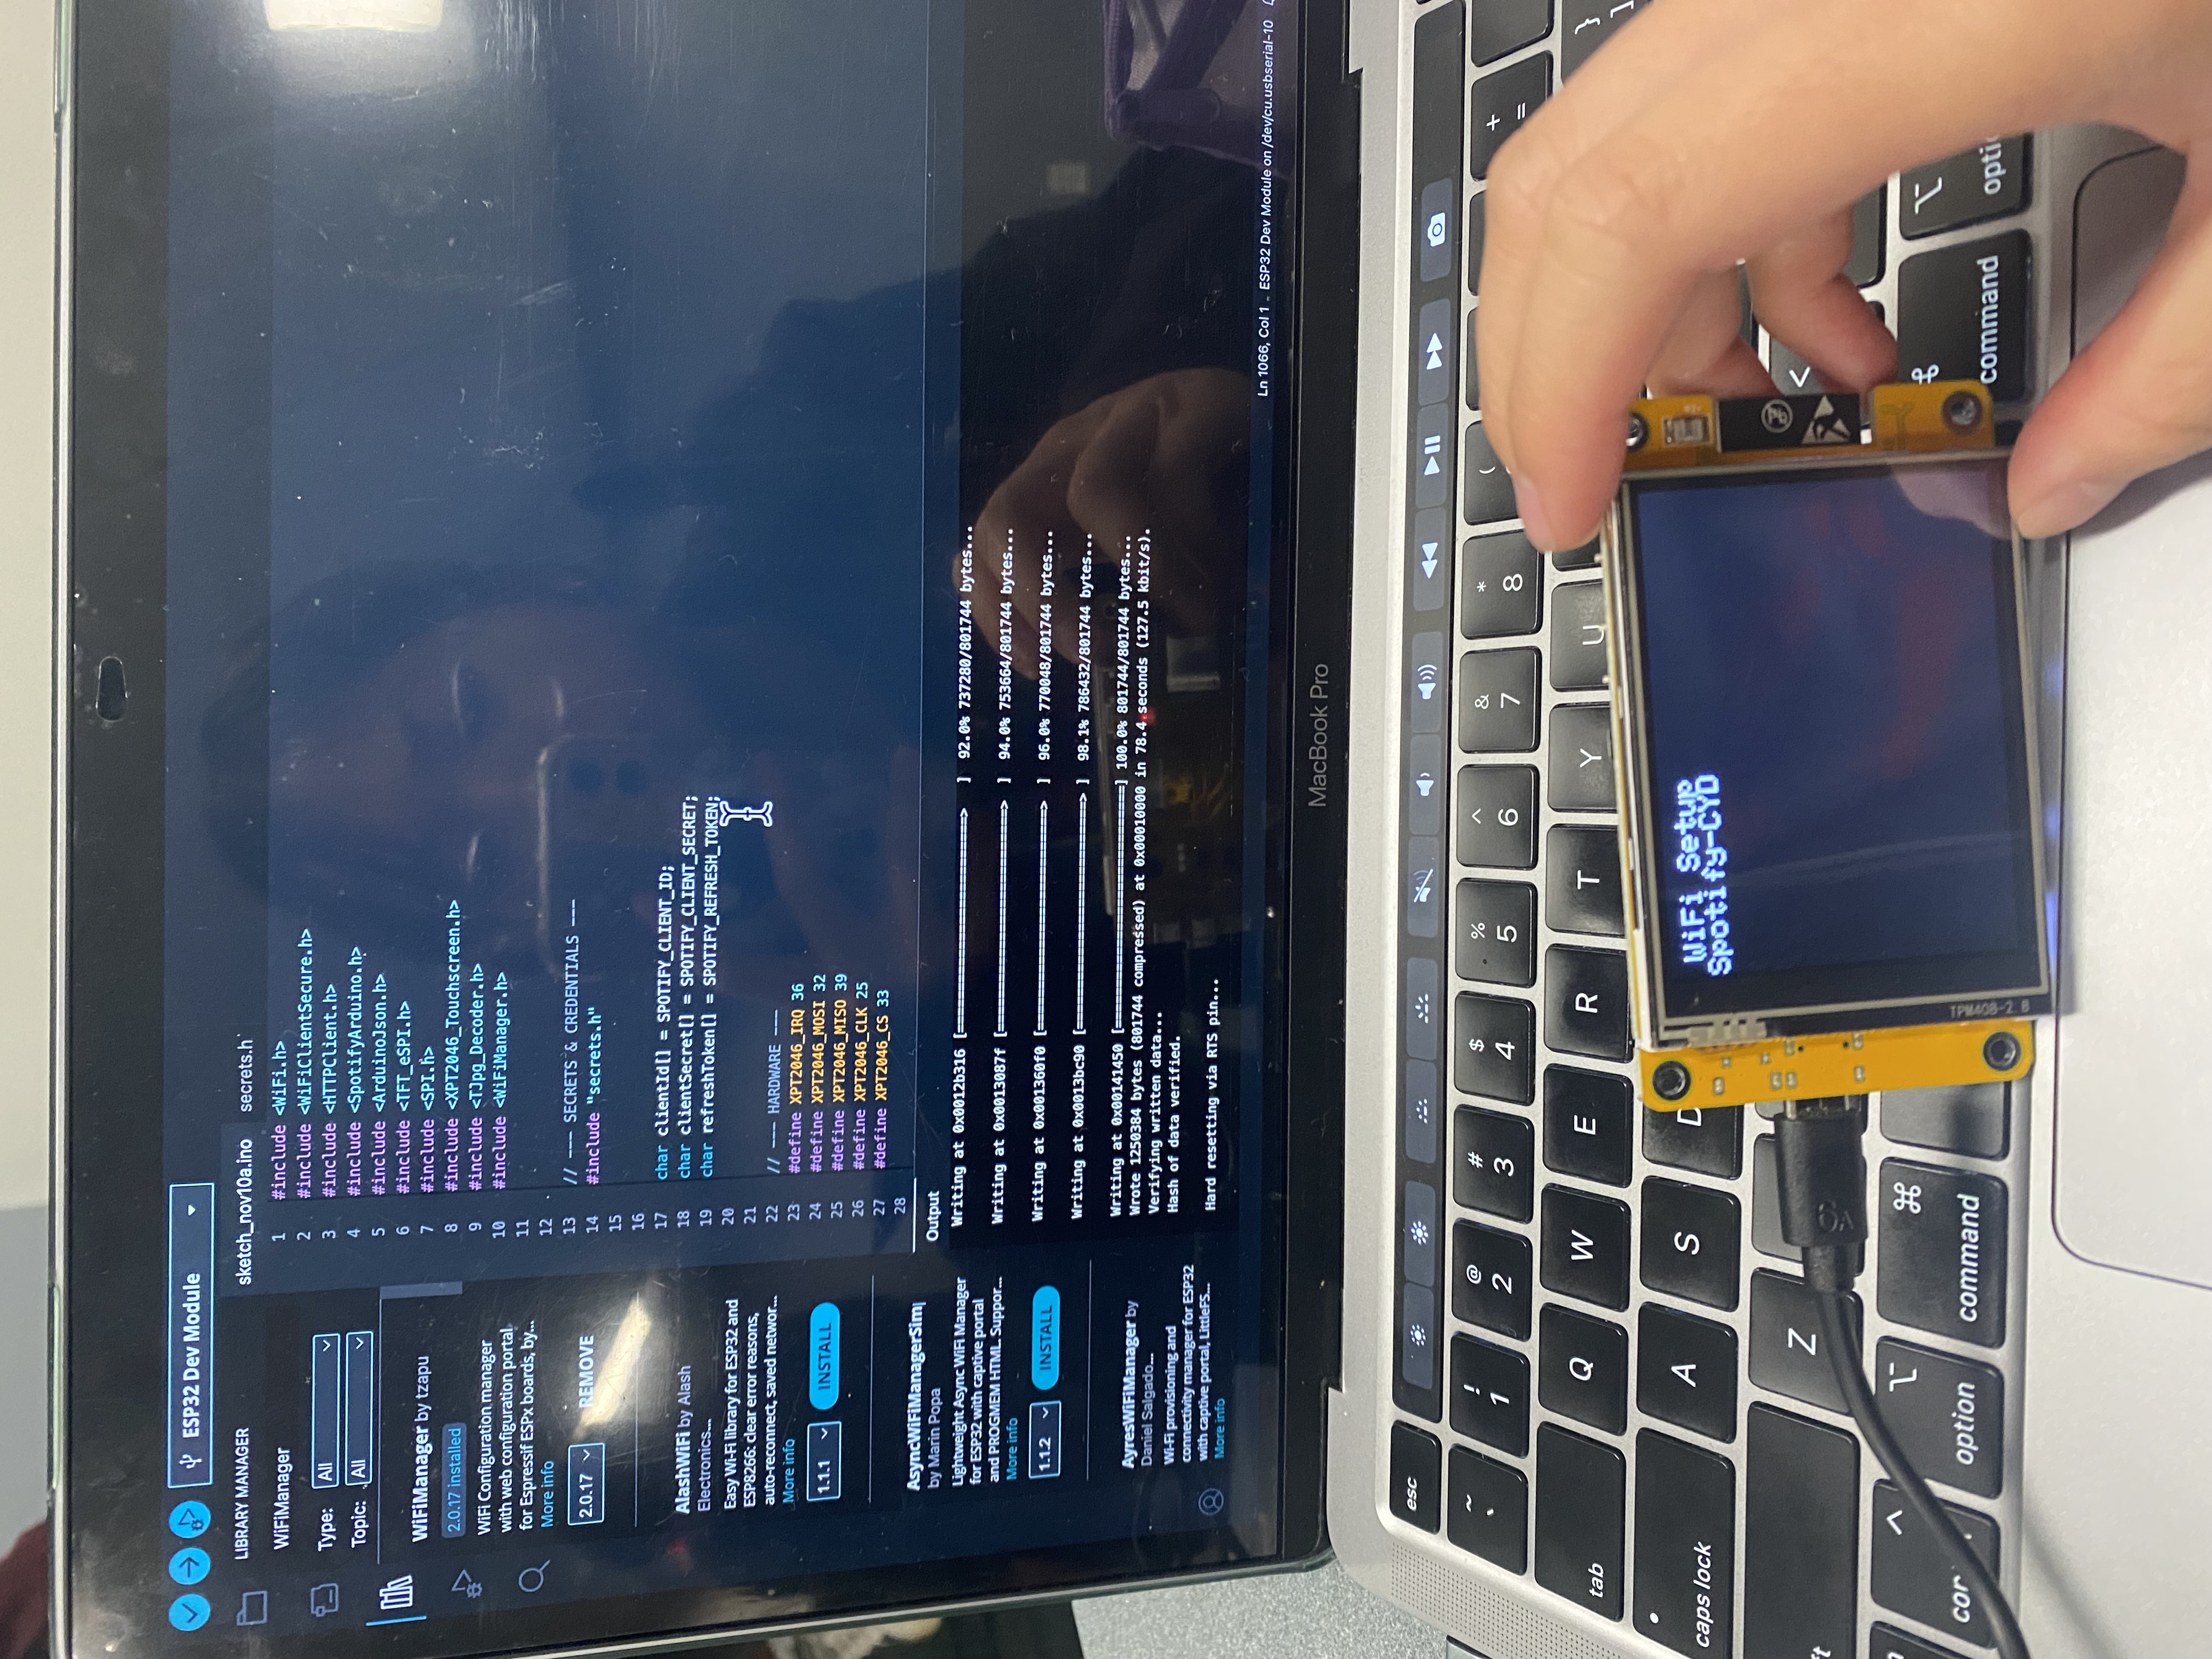 ESP32 Dev Module
LIBRARY MANAGER
WiFiManager
Type: All
Topic: All
WiFiManager by tzapu
2.0.17 installed
WiFi Configuration manager
with web configuration portal
for Espressif ESPx boards, by...
More info
2.0.17 REMOVE
AlashWiFi by Alash
Electronics...
Easy Wi-Fi library for ESP32 and
ESP8266: clear error reasons,
auto-reconnect, saved networ...
More info
1.1.1 INSTALL
AsyncWiFiManagerSim
by Marin Popa
Lightweight Async WiFi Manager
for ESP32 with captive portal
and PROGMEM HTML. Suppor...
More info
1.1.2 INSTALL
AyresWiFiManager by
Daniel Salgado...
Wi-Fi provisioning and
connectivity manager for ESP32
with captive portal, LittleFS...
More info
sketch_nov10a.ino secrets.h
1 #include <WiFi.h>
2 #include <WiFiClientSecure.h>
3 #include <HTTPClient.h>
4 #include <SpotifyArduino.h>
5 #include <ArduinoJson.h>
6 #include <TFT_eSPI.h>
7 #include <SPI.h>
8 #include <XPT2046_Touchscreen.h>
9 #include <TJpg_Decoder.h>
10 #include <WiFiManager.h>
11
12
13 // --- SECRETS & CREDENTIALS ---
14 #include "secrets.h"
15
16
17 char clientId[] = SPOTIFY_CLIENT_ID;
18 char clientSecret[] = SPOTIFY_CLIENT_SECRET;
19 char refreshToken[] = SPOTIFY_REFRESH_TOKEN;
20
21
22 // --- HARDWARE ---
23 #define XPT2046_IRQ 36
24 #define XPT2046_MOSI 32
25 #define XPT2046_MISO 39
26 #define XPT2046_CLK 25
27 #define XPT2046_CS 33
28
Output
Writing at 0x0012b316 [===========================> ] 92.0% 737280/801744 bytes...
Writing at 0x0013087f [============================> ] 94.0% 753664/801744 bytes...
Writing at 0x001360f0 [============================> ] 96.0% 770048/801744 bytes...
Writing at 0x0013bc90 [=============================> ] 98.1% 786432/801744 bytes...
Writing at 0x00141450 [==============================] 100.0% 801744/801744 bytes...
Wrote 1250384 bytes (801744 compressed) at 0x00010000 in 78.4 seconds (127.5 kbit/s).
Verifying written data...
Hash of data verified.
Hard resetting via RTS pin...
Ln 1066, Col 1 ESP32 Dev Module on /dev/cu.usbserial-10
MacBook Pro
esc
~ ! @ # $ % ^ & * ( +
` 1 2 3 4 5 6 7 8 =
tab Q W E R T Y U }
]
caps lock A S D
Z <
^ ⌥ ⌘ ⌘ ⌥
option command command
WiFi Setup
Spotify-CYD
6A